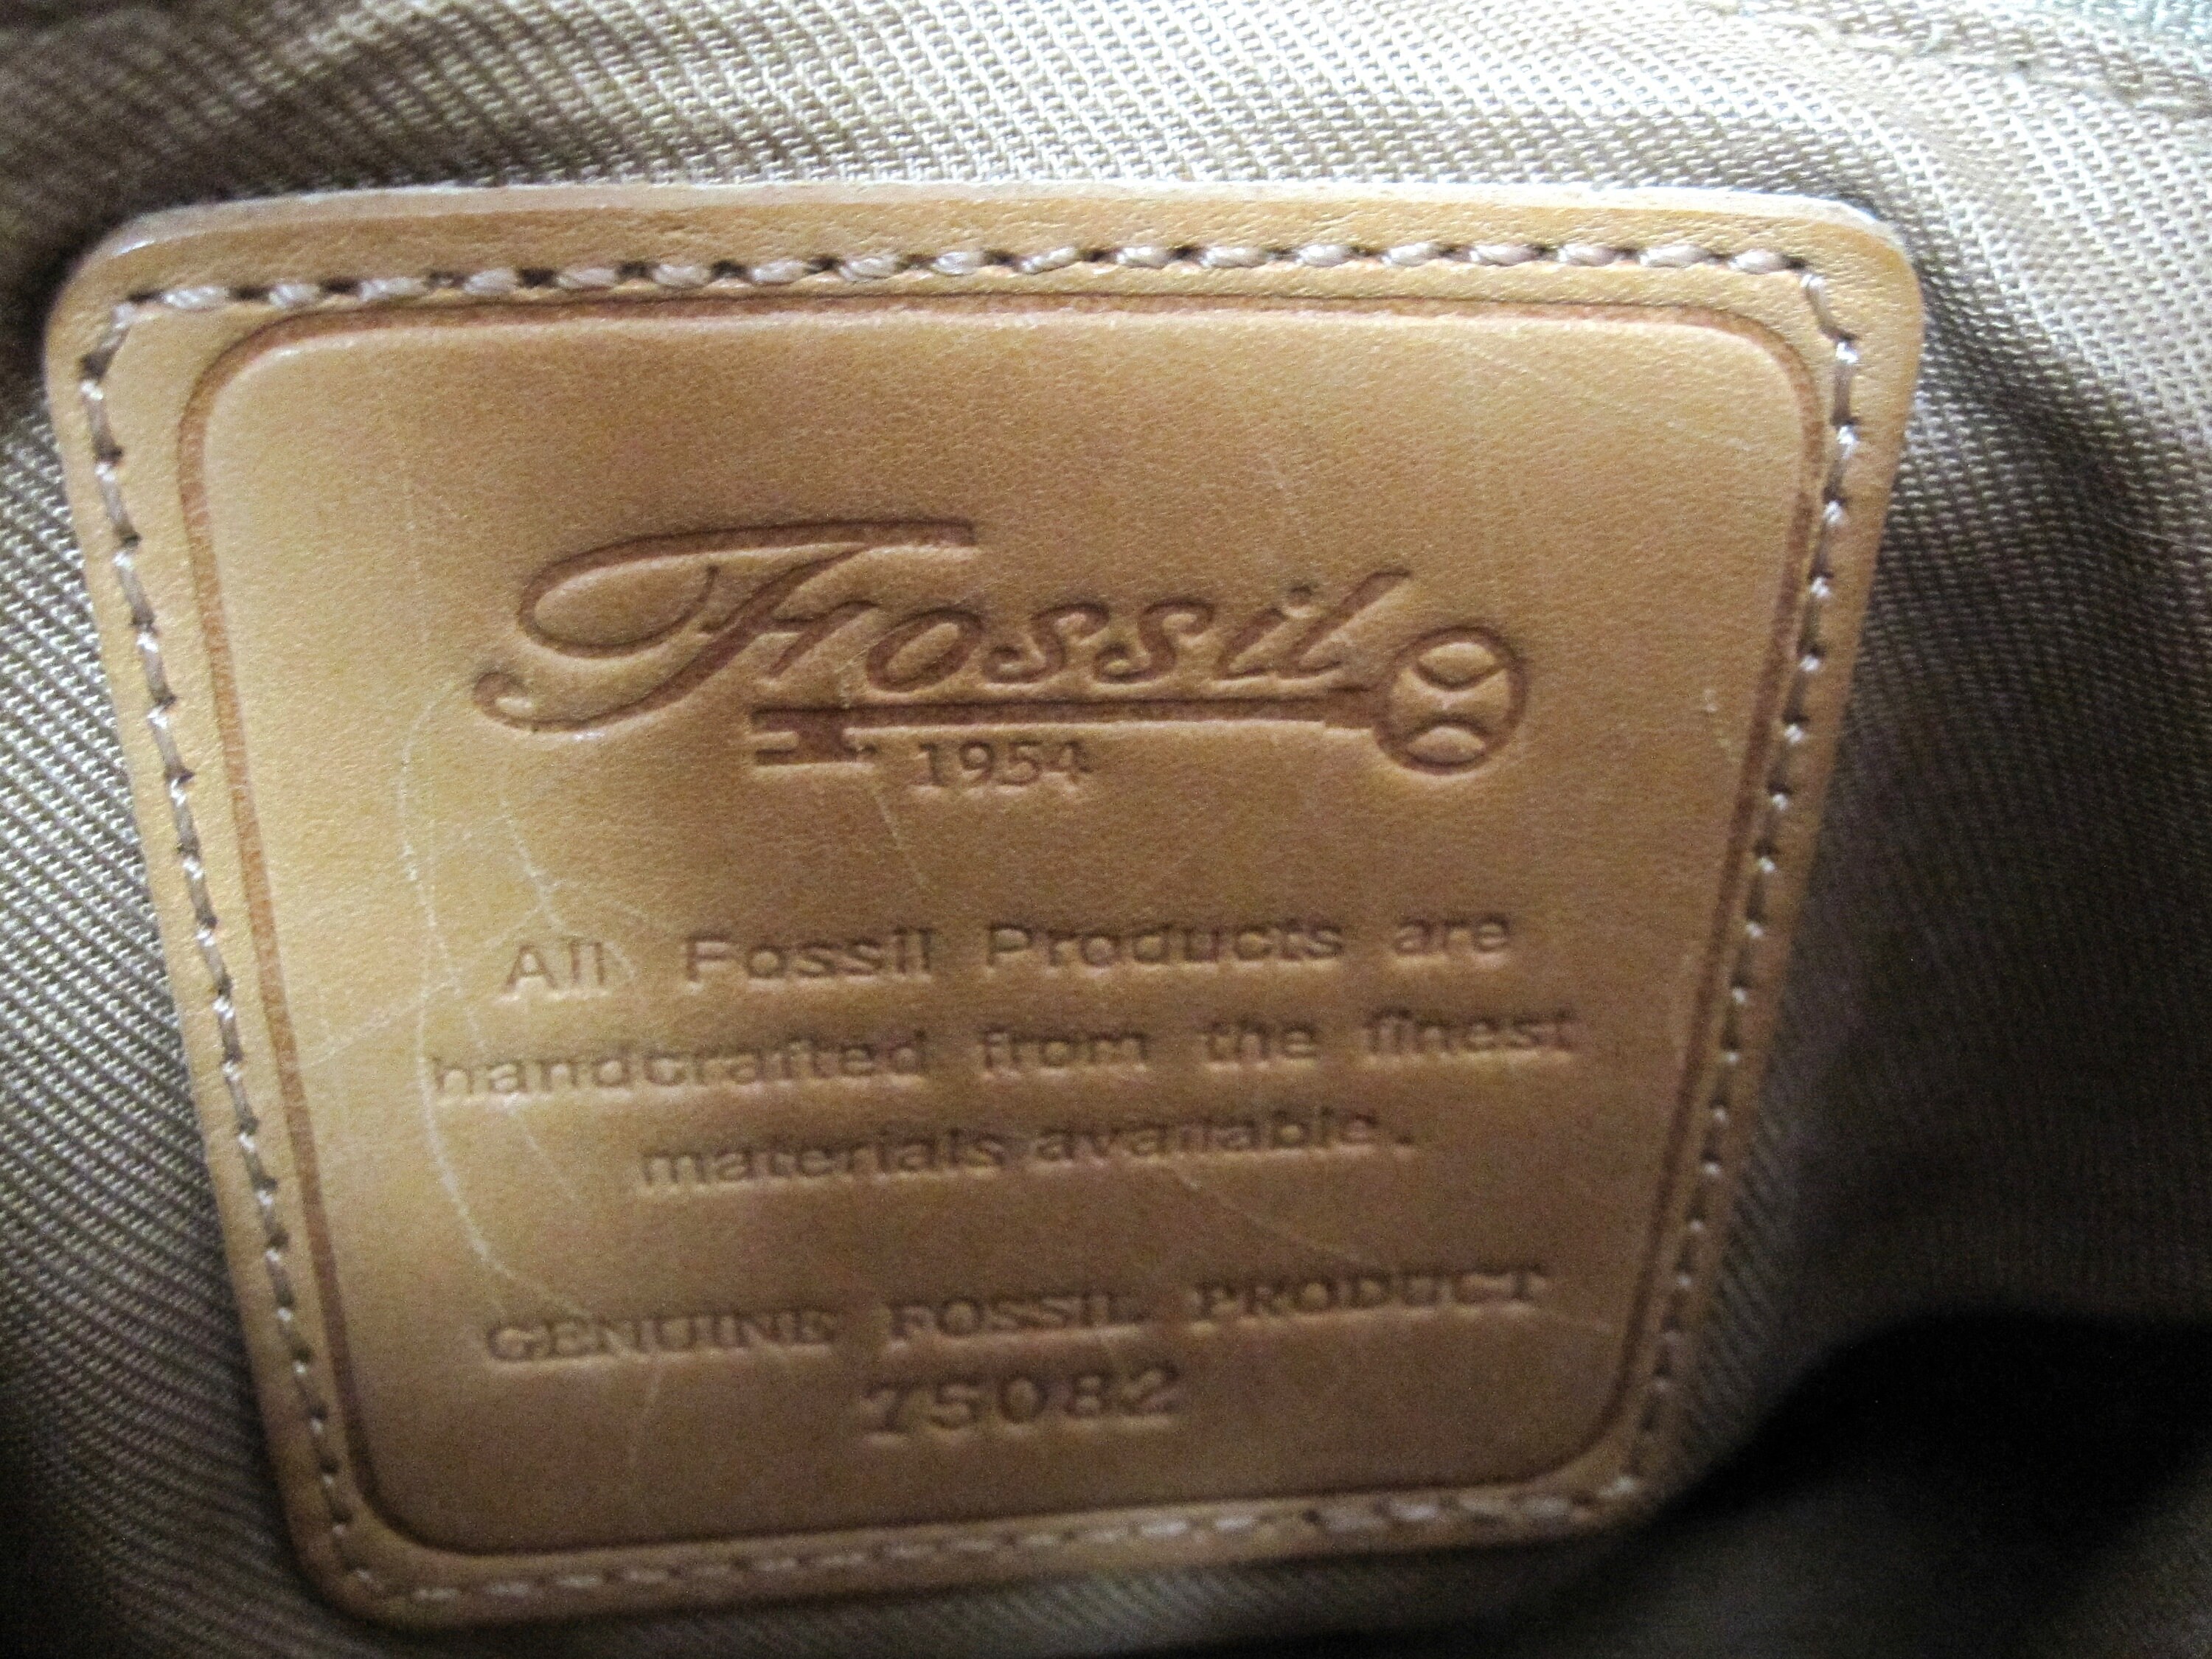 Fossil
1954
All Fossil Products are
handcrafted from the finest
materials available.
GENUINE FOSSIL PRODUCT
75082